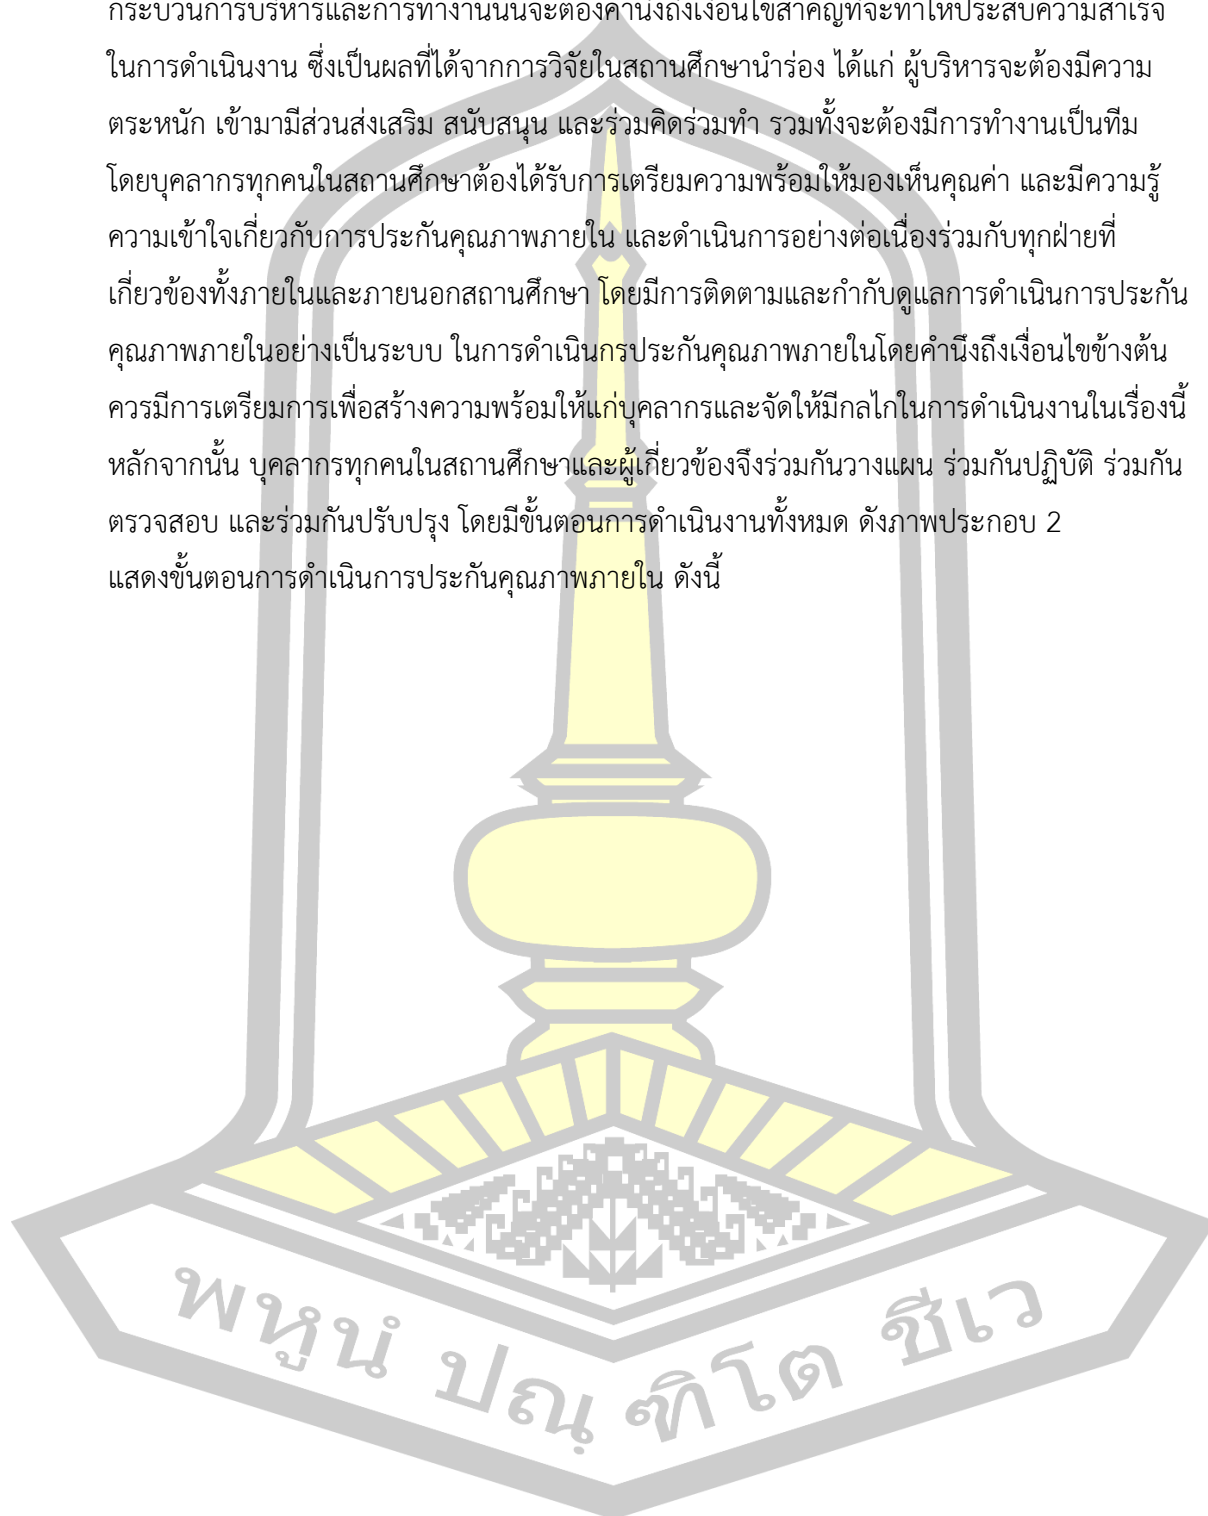 กระบวนการบริหารและการทำงานนั้นจะต้องคำนึงถึงเงื่อนไขสำคัญที่จะทำให้ประสบความสำเร็จ
ในการดำเนินงาน ซึ่งเป็นผลที่ได้จากการวิจัยในสถานศึกษานำร่อง ได้แก่ ผู้บริหารจะต้องมีความ
ตระหนัก เข้ามามีส่วนส่งเสริม สนับสนุน และร่วมคิดร่วมทำ รวมทั้งจะต้องมีการทำงานเป็นทีม
โดยบุคลากรทุกคนในสถานศึกษาต้องได้รับการเตรียมความพร้อมให้มองเห็นคุณค่า และมีความรู้
ความเข้าใจเกี่ยวกับการประกันคุณภาพภายใน และดำเนินการอย่างต่อเนื่องร่วมกับทุกฝ่ายที่
เกี่ยวข้องทั้งภายในและภายนอกสถานศึกษา โดยมีการติดตามและกำกับดูแลการดำเนินการประกัน
คุณภาพภายในอย่างเป็นระบบ ในการดำเนินกรประกันคุณภาพภายในโดยคำนึงถึงเงื่อนไขข้างต้น
ควรมีการเตรียมการเพื่อสร้างความพร้อมให้แก่บุคลากรและจัดให้มีกลไกในการดำเนินงานในเรื่องนี้
หลักจากนั้น บุคลากรทุกคนในสถานศึกษาและผู้เกี่ยวข้องจึงร่วมกันวางแผน ร่วมกันปฏิบัติ ร่วมกัน
ตรวจสอบ และร่วมกันปรับปรุง โดยมีขั้นตอนการดำเนินงานทั้งหมด ดังภาพประกอบ 2
แสดงขั้นตอนการดำเนินการประกันคุณภาพภายใน ดังนี้
พหูนํ ปณฺฑิโต ชีเว